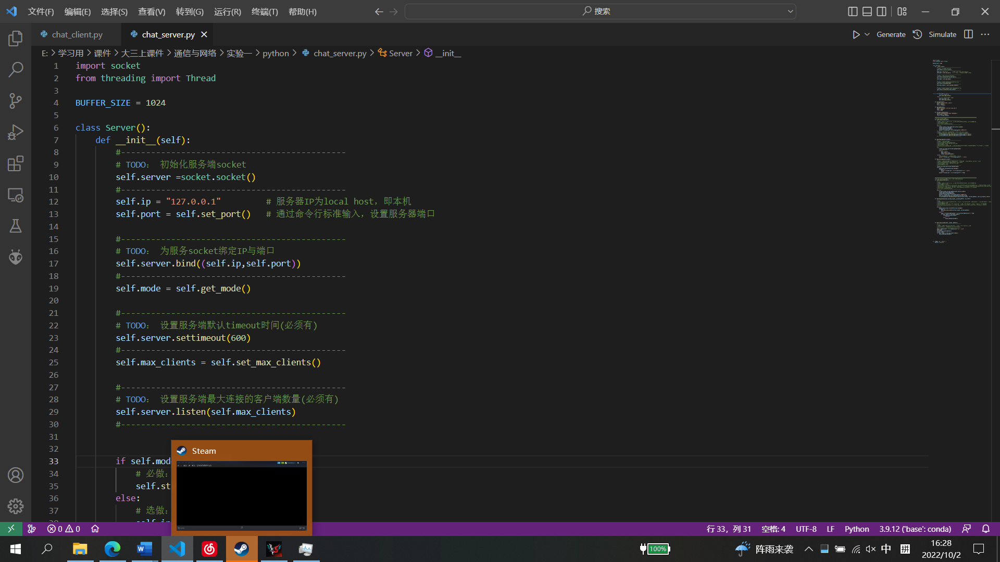 文件(F) 编辑(E) 选择(S) 查看(V) 转到(G) 运行(R) 终端(T) 帮助(H) 搜索
chat_client.py chat_server.py Generate Simulate
E: > 学习用 > 课件 > 大三上课件 > 通信与网络 > 实验一 > python > chat_server.py > Server > __init__
1 import socket
2 from threading import Thread
3
4 BUFFER_SIZE = 1024
5
6 class Server():
7 def __init__(self):
8 #---------------------------------------------
9 # TODO： 初始化服务端socket
10 self.server =socket.socket()
11 #---------------------------------------------
12 self.ip = "127.0.0.1" # 服务器IP为local host，即本机
13 self.port = self.set_port() # 通过命令行标准输入，设置服务器端口
14
15 #---------------------------------------------
16 # TODO： 为服务socket绑定IP与端口
17 self.server.bind((self.ip,self.port))
18 #---------------------------------------------
19 self.mode = self.get_mode()
20
21 #---------------------------------------------
22 # TODO： 设置服务端默认timeout时间(必须有)
23 self.server.settimeout(600)
24 #---------------------------------------------
25 self.max_clients = self.set_max_clients()
26
27 #---------------------------------------------
28 # TODO： 设置服务端最大连接的客户端数量(必须有)
29 self.server.listen(self.max_clients)
30 #---------------------------------------------
31
32
Steam
33 if self.mod
34 # 必做:
35 self.st
36 else:
37 # 选做:
0 0 行 33，列 31 空格: 4 UTF-8 LF Python 3.9.12 ('base': conda)
100% 阵雨来袭 中 拼 16:28
2022/10/2